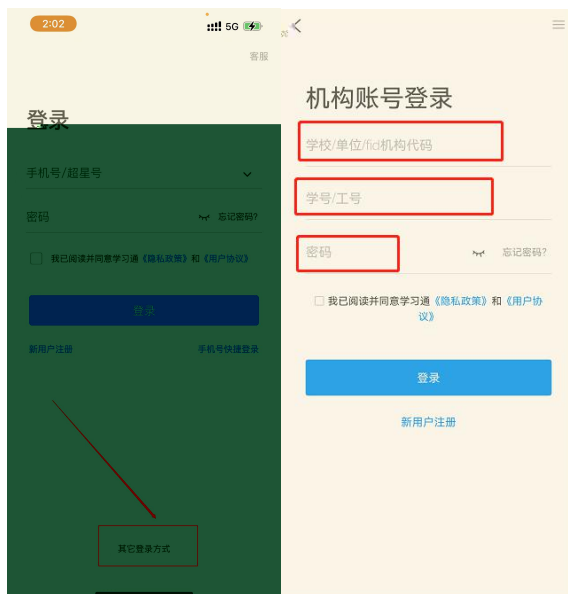 2:02
5G
客服
登录
手机号/超星号
密码
忘记密码?
我已阅读并同意学习通《隐私政策》和《用户协议》
登录
新用户注册
手机号快捷登录
其它登录方式
机构账号登录
学校/单位/fid机构代码
学号/工号
密码
忘记密码?
我已阅读并同意学习通《隐私政策》和《用户协
议》
登录
新用户注册